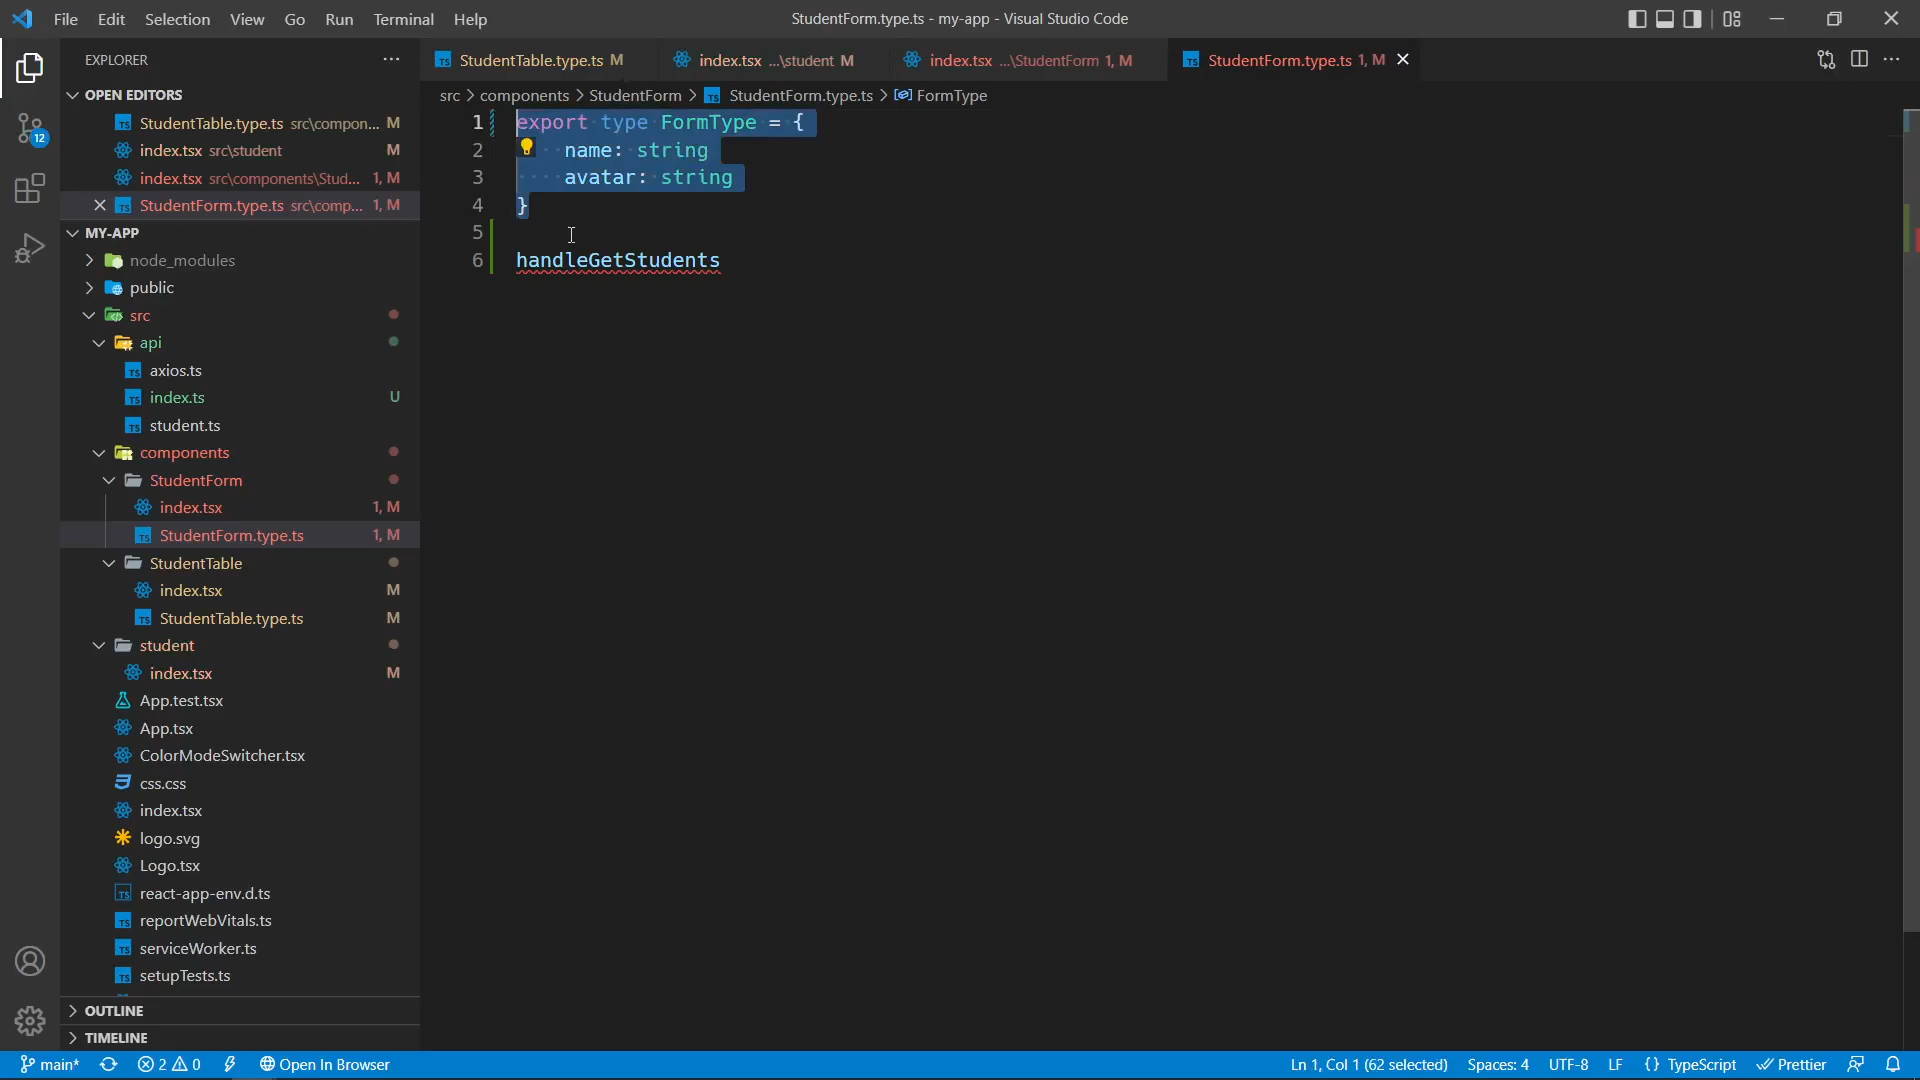 File Edit Selection View Go Run Terminal Help
StudentForm.type.ts - my-app - Visual Studio Code
EXPLORER
OPEN EDITORS
StudentTable.type.ts src\compon... M
index.tsx src\student M
index.tsx src\components\Stud... 1, M
StudentForm.type.ts src\comp... 1, M
MY-APP
node_modules
public
src
api
axios.ts
index.ts U
student.ts
components
StudentForm
index.tsx 1, M
StudentForm.type.ts 1, M
StudentTable
index.tsx M
StudentTable.type.ts M
student
index.tsx M
App.test.tsx
App.tsx
ColorModeSwitcher.tsx
css.css
index.tsx
logo.svg
Logo.tsx
react-app-env.d.ts
reportWebVitals.ts
serviceWorker.ts
setupTests.ts
OUTLINE
TIMELINE
12
StudentTable.type.ts M
index.tsx ...\student M
index.tsx ...\StudentForm 1, M
StudentForm.type.ts 1, M
src > components > StudentForm > TS StudentForm.type.ts > FormType
1 export type FormType = {
2 name: string
3 avatar: string
4 }
5
6 handleGetStudents
main* 2 0 Open In Browser
Ln 1, Col 1 (62 selected) Spaces: 4 UTF-8 LF { } TypeScript Prettier